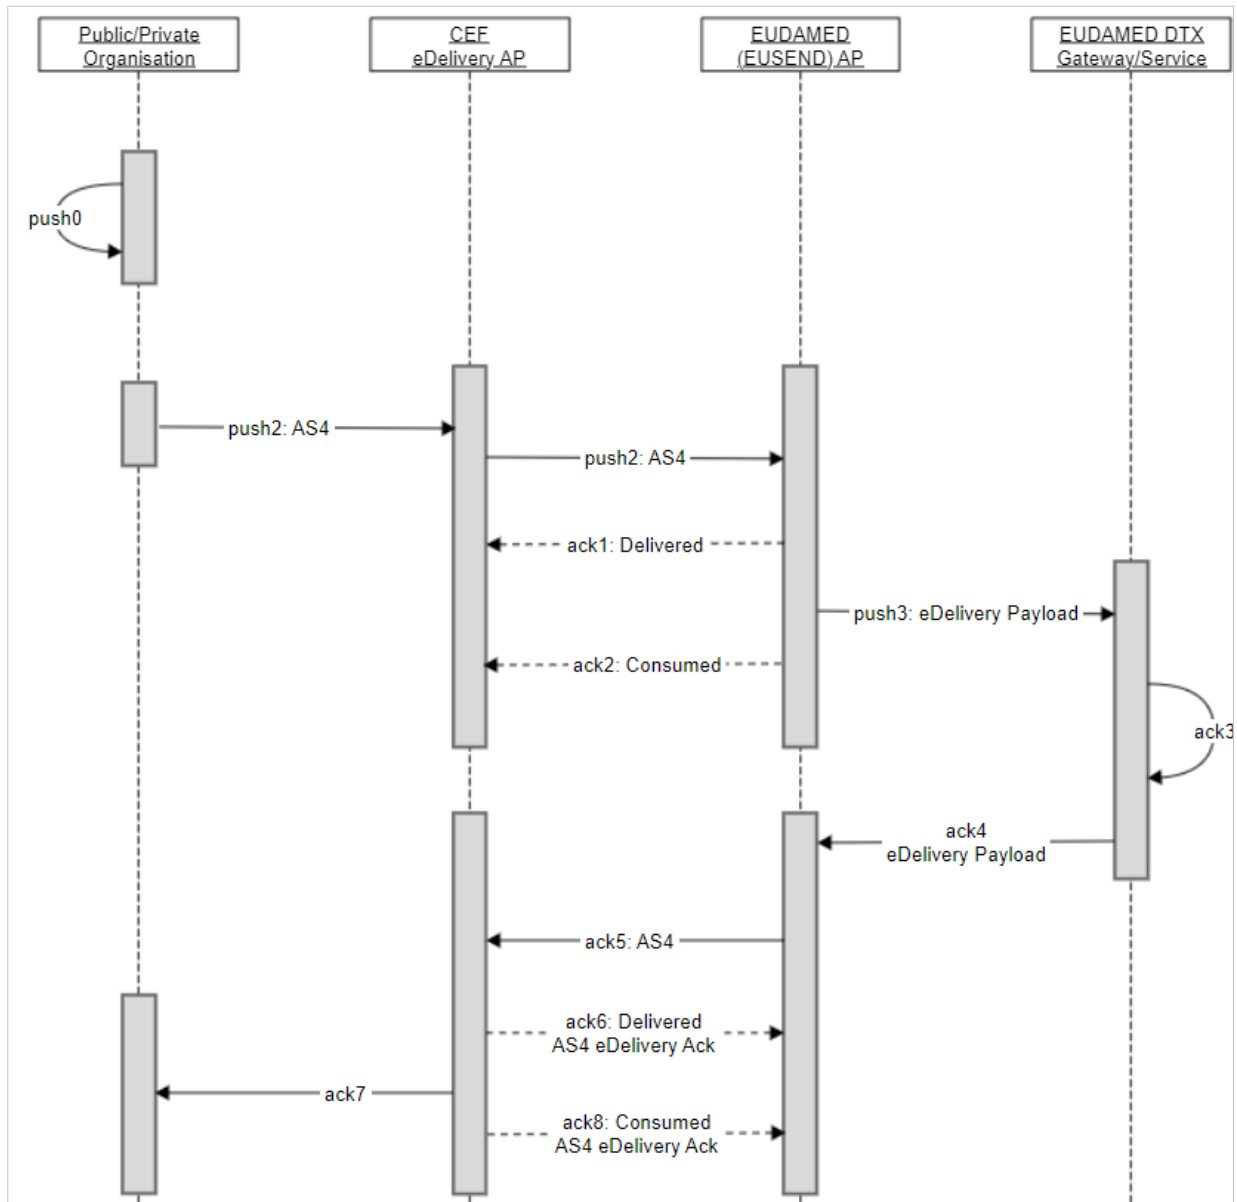 Public/Private
Organisation
CEF
eDelivery AP
EUDAMED
(EUSEND) AP
EUDAMED DTX
Gateway/Service
push0
push2: AS4
push2: AS4
ack1: Delivered
push3: eDelivery Payload
ack2: Consumed
ack3
ack4
eDelivery Payload
ack5: AS4
ack6: Delivered
AS4 eDelivery Ack
ack7
ack8: Consumed
AS4 eDelivery Ack